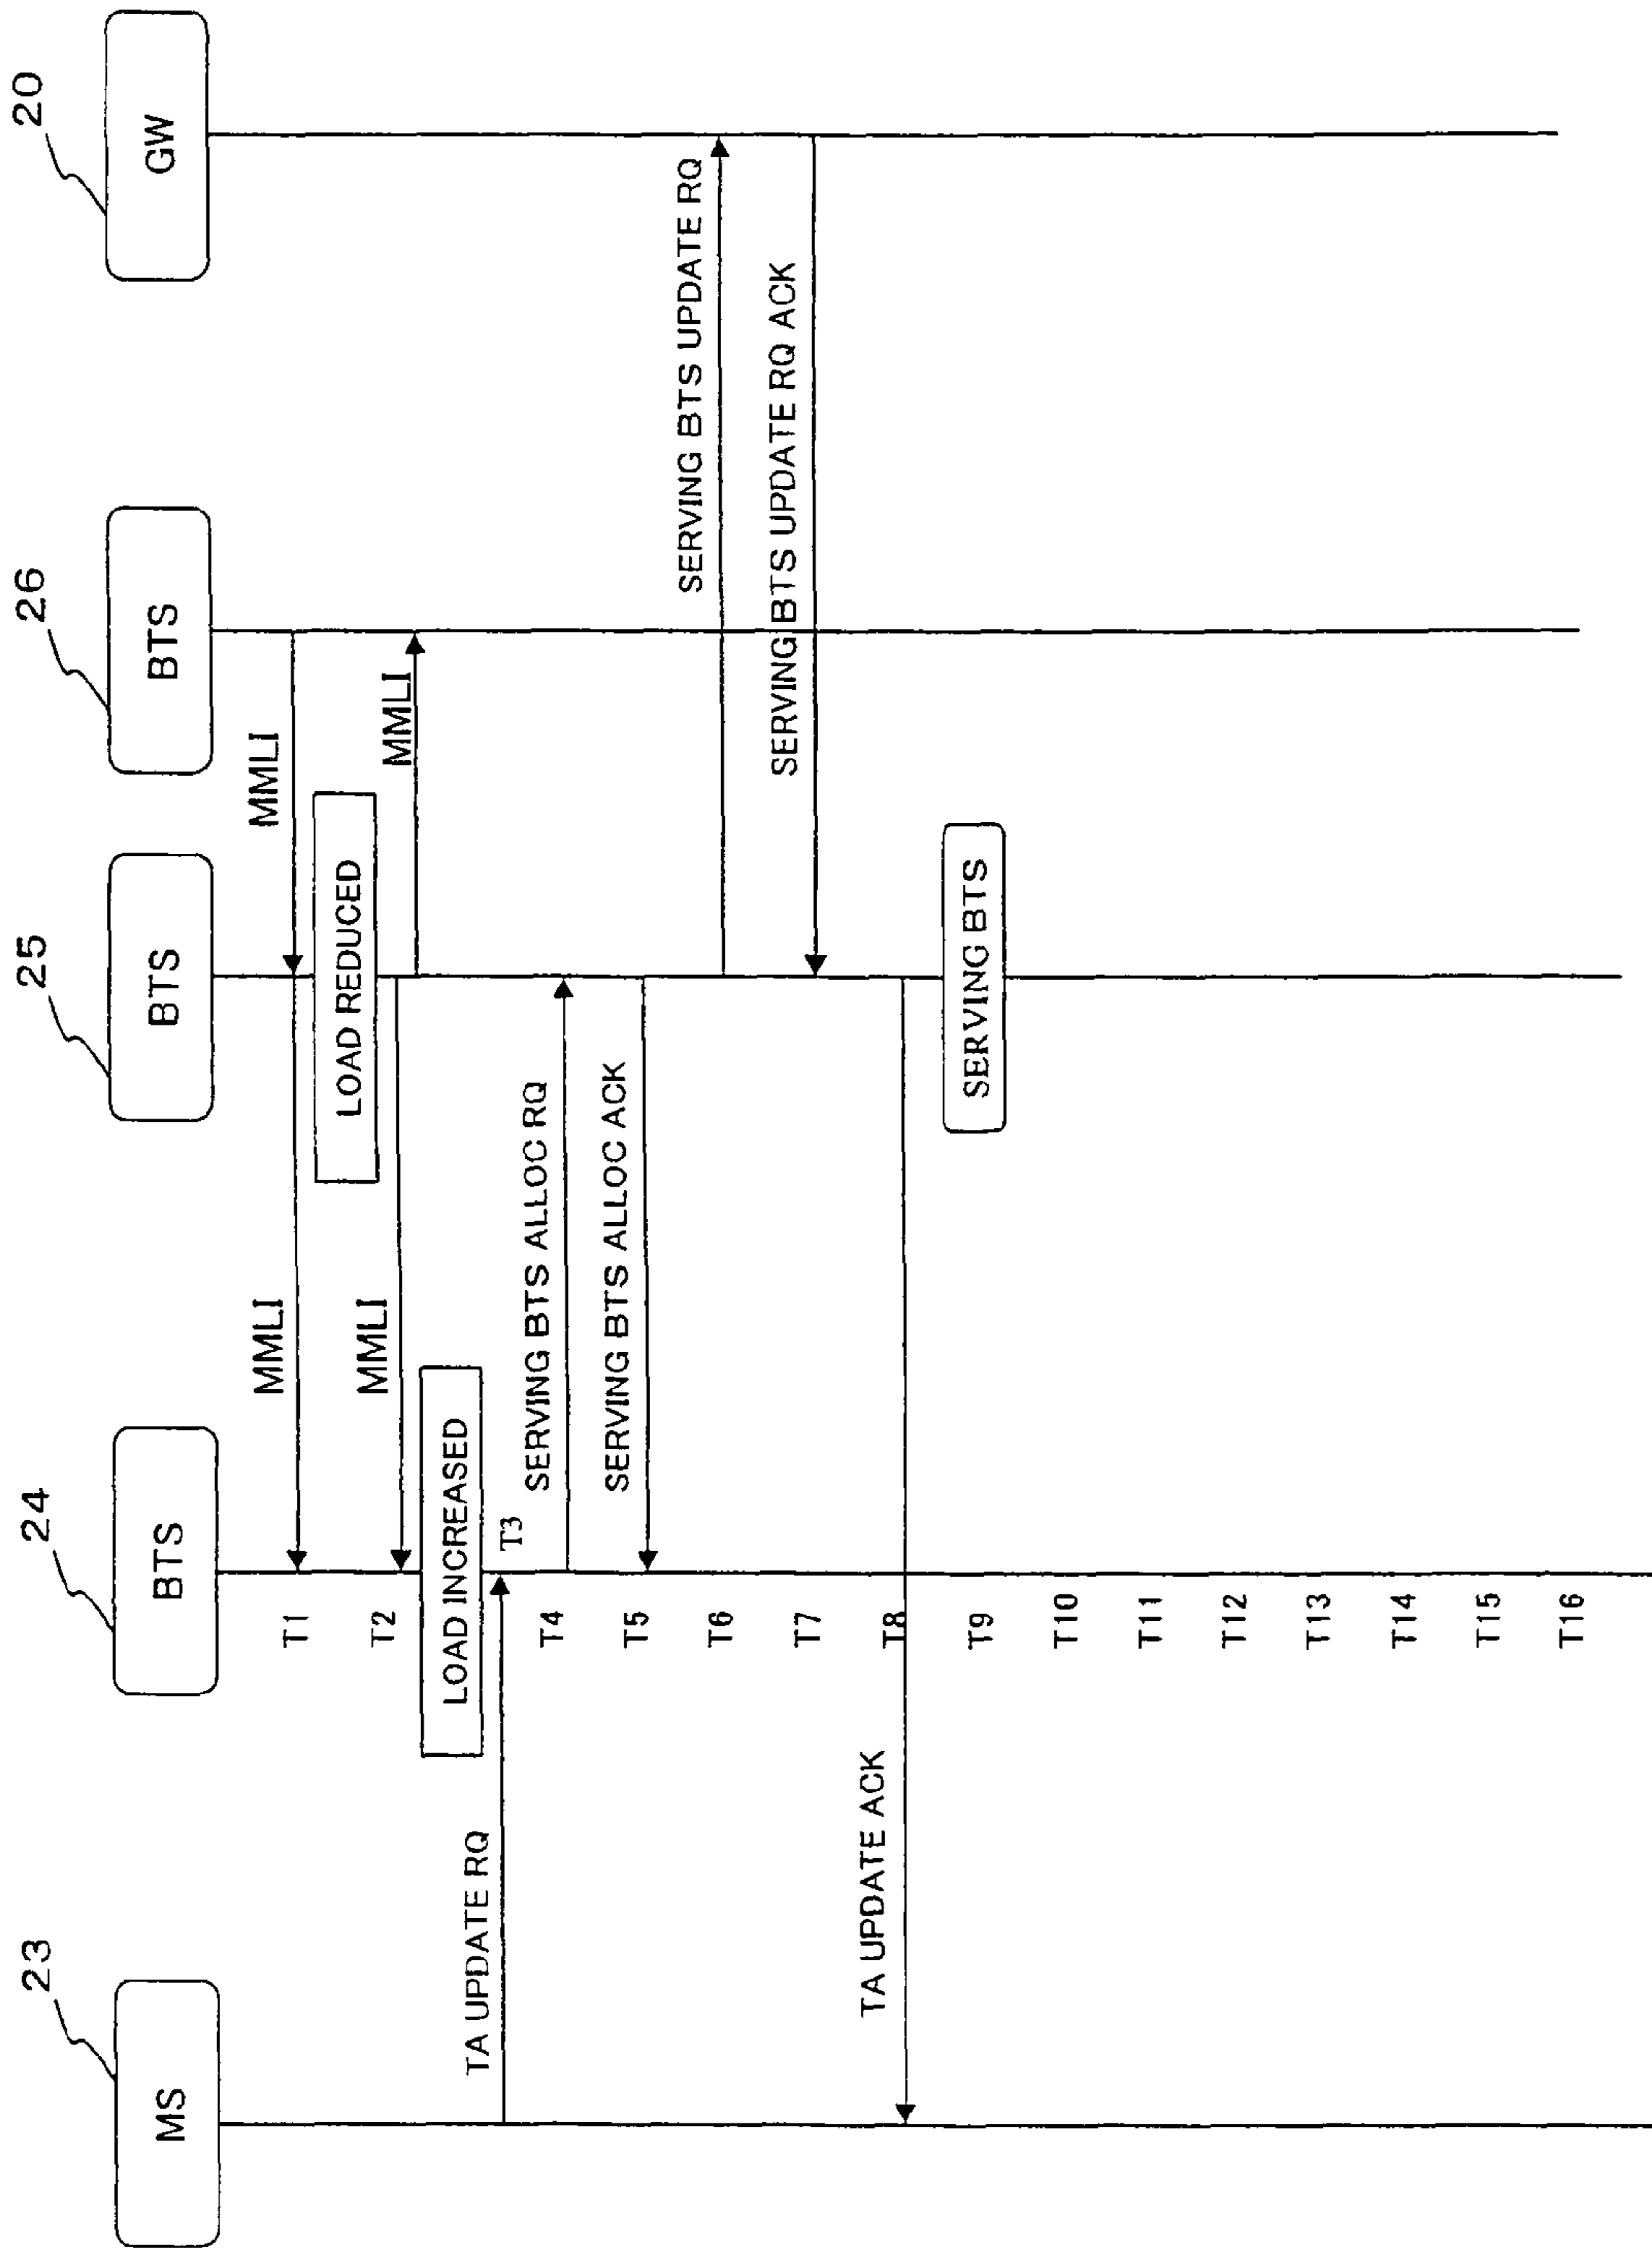 23
24
25
26
20
MS
BTS
BTS
BTS
GW
T1
MMLI
MMLI
LOAD REDUCED
T2
MMLI
MMLI
LOAD INCREASED
TA UPDATE RQ
T3
T4
SERVING BTS ALLOC RQ
T5
SERVING BTS ALLOC ACK
T6
SERVING BTS UPDATE RQ
T7
SERVING BTS UPDATE RQ ACK
TA UPDATE ACK
T8
T9
SERVING BTS
T10
T11
T12
T13
T14
T15
T16